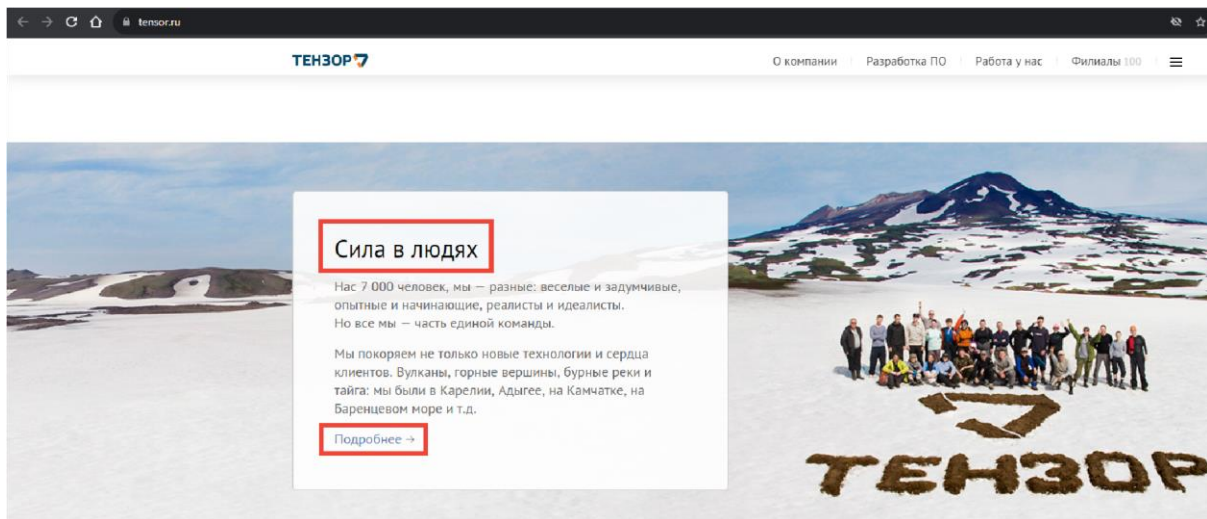 tensor.ru
ТЕНЗОР
О компании Разработка ПО Работа у нас Филиалы 100
Сила в людях
Нас 7 000 человек, мы — разные: веселые и задумчивые,
опытные и начинающие, реалисты и идеалисты.
Но все мы — часть единой команды.
Мы покоряем не только новые технологии и сердца
клиентов. Вулканы, горные вершины, бурные реки и
тайга: мы были в Карелии, Адыгее, на Камчатке, на
Баренцевом море и т.д.
Подробнее →
ТЕНЗОР